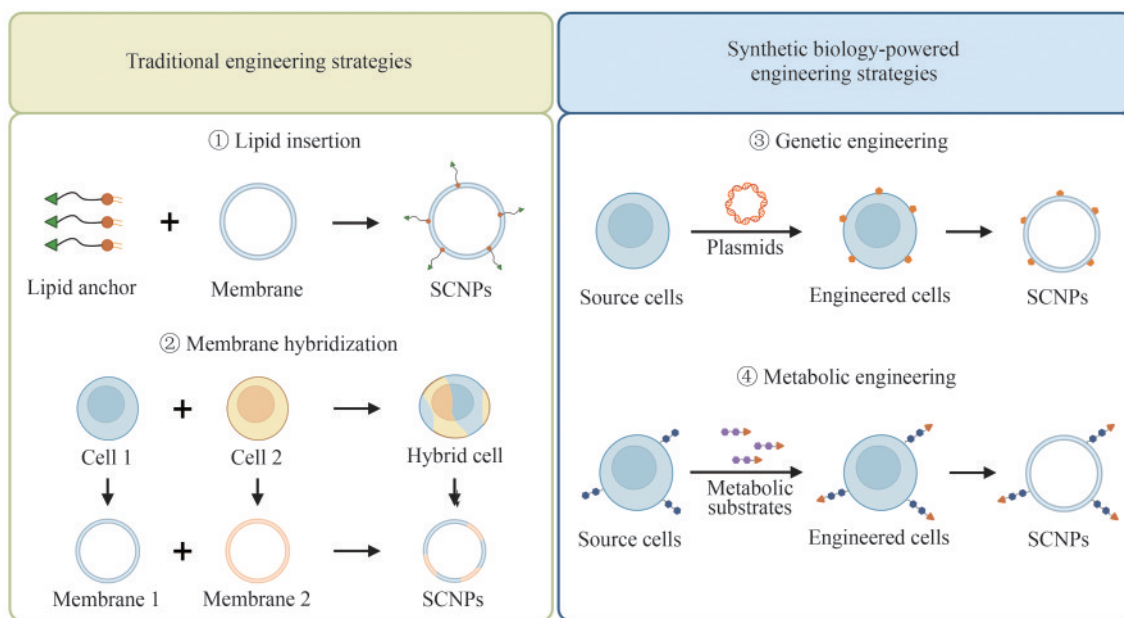 Traditional engineering strategies
① Lipid insertion
Lipid anchor
Membrane
SCNPs
② Membrane hybridization
Cell 1
Cell 2
Hybrid cell
Membrane 1
Membrane 2
SCNPs
Synthetic biology-powered
engineering strategies
③ Genetic engineering
Source cells
Plasmids
Engineered cells
SCNPs
④ Metabolic engineering
Source cells
Metabolic
substrates
Engineered cells
SCNPs